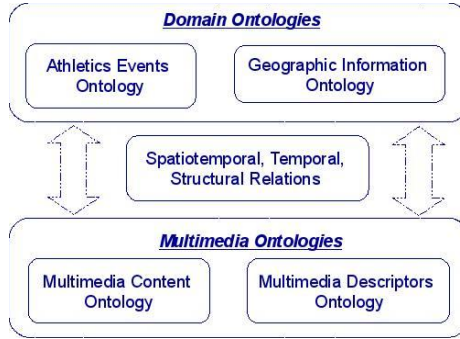 Domain Ontologies
Athletics Events
Ontology
Geographic Information
Ontology
Spatiotemporal, Temporal,
Structural Relations
Multimedia Ontologies
Multimedia Content
Ontology
Multimedia Descriptors
Ontology